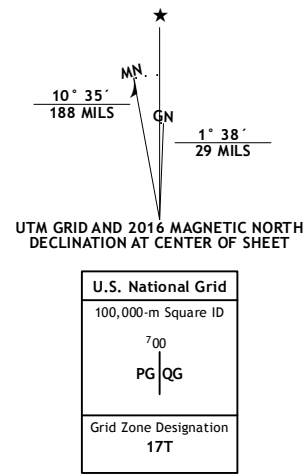 ★
MN
10° 35´
188 MILS
GN
1° 38´
29 MILS
UTM GRID AND 2016 MAGNETIC NORTH
DECLINATION AT CENTER OF SHEET
U.S. National Grid
100,000-m Square ID
⁷00
PG QG
Grid Zone Designation
17T